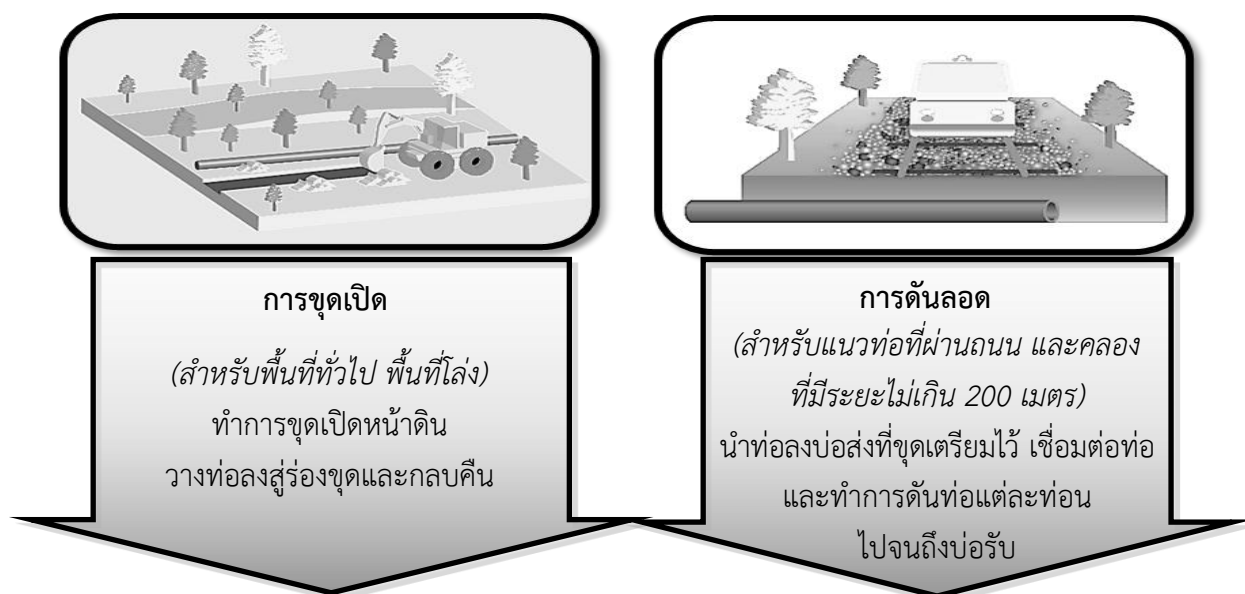 การขุดเปิด
(สำหรับพื้นที่ทั่วไป พื้นที่โล่ง)
ทำการขุดเปิดหน้าดิน
วางท่อลงสู่ร่องขุดและกลบคืน
การดันลอด
(สำหรับแนวท่อที่ผ่านถนน และคลอง
ที่มีระยะไม่เกิน 200 เมตร)
นำท่อลงบ่อส่งที่ขุดเตรียมไว้ เชื่อมต่อท่อ
และทำการดันท่อแต่ละท่อน
ไปจนถึงบ่อรับ